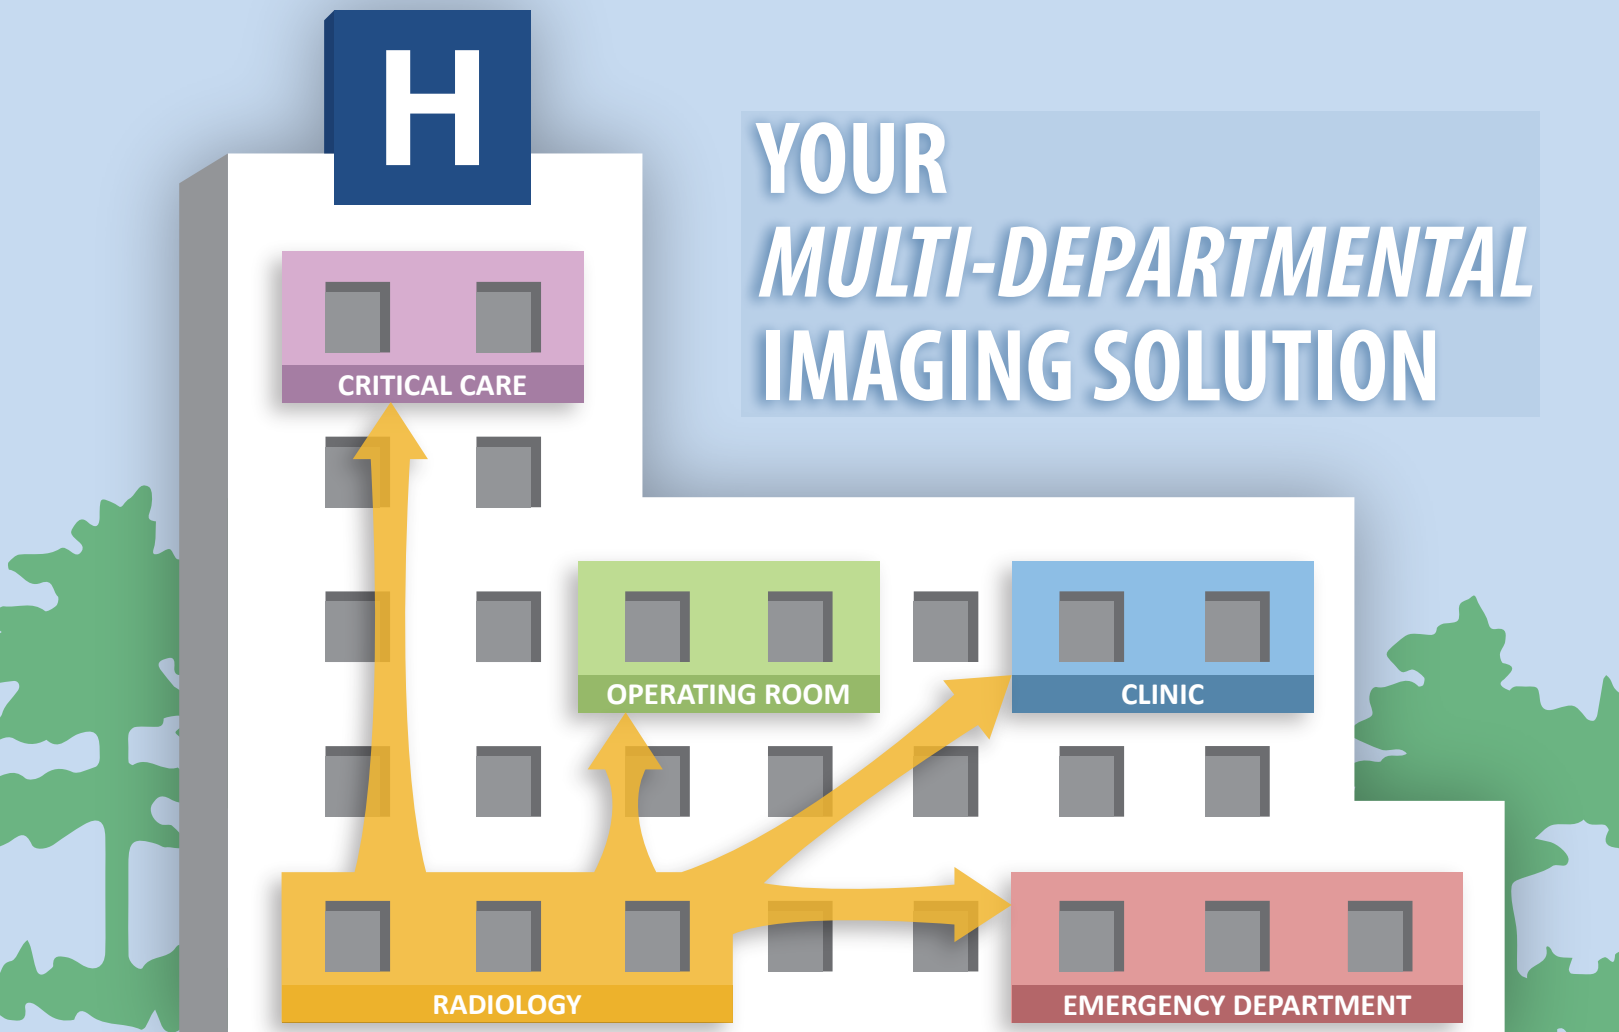 H
YOUR
MULTI-DEPARTMENTAL
IMAGING SOLUTION
CRITICAL CARE
OPERATING ROOM
CLINIC
RADIOLOGY
EMERGENCY DEPARTMENT